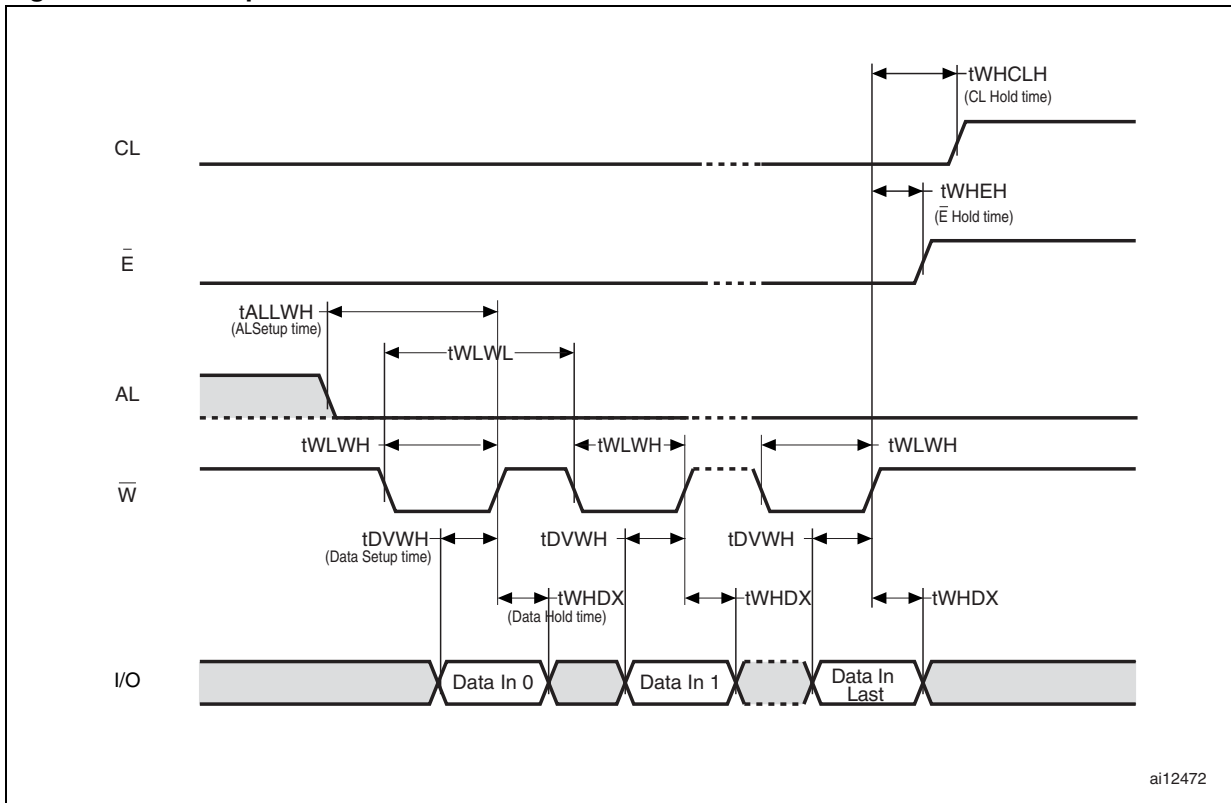 tWHCLH
(CL Hold time)
CL
tWHEH
(E̅ Hold time)
E̅
tALLWH
(ALSetup time)
tWLWL
AL
tWLWH
tWLWH
tWLWH
W̅
tDVWH
(Data Setup time)
tDVWH
tDVWH
tWHDX
(Data Hold time)
tWHDX
tWHDX
I/O
Data In 0
Data In 1
Data In
Last
ai12472